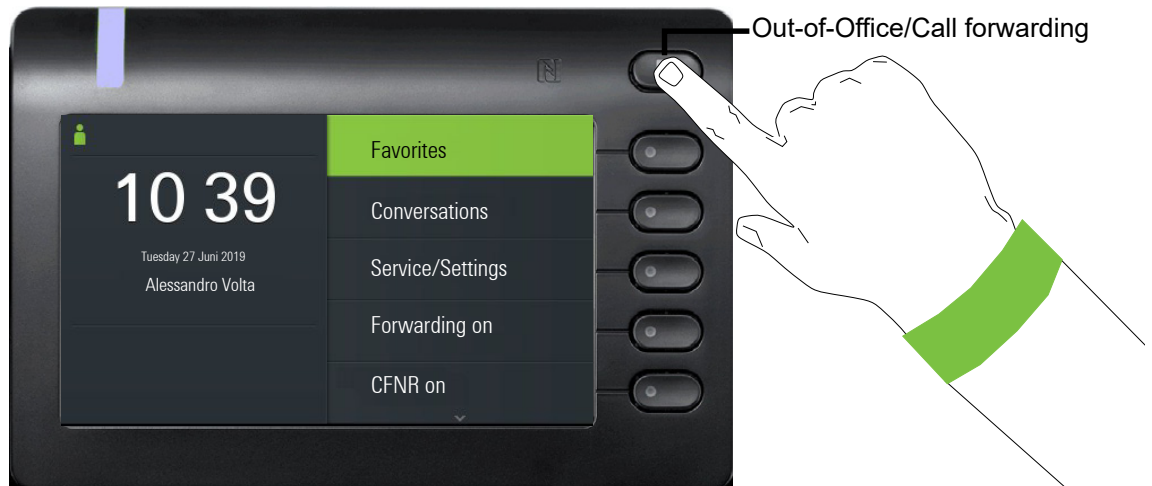 Out-of-Office/Call forwarding
10 39
Tuesday 27 Juni 2019
Alessandro Volta
Favorites
Conversations
Service/Settings
Forwarding on
CFNR on